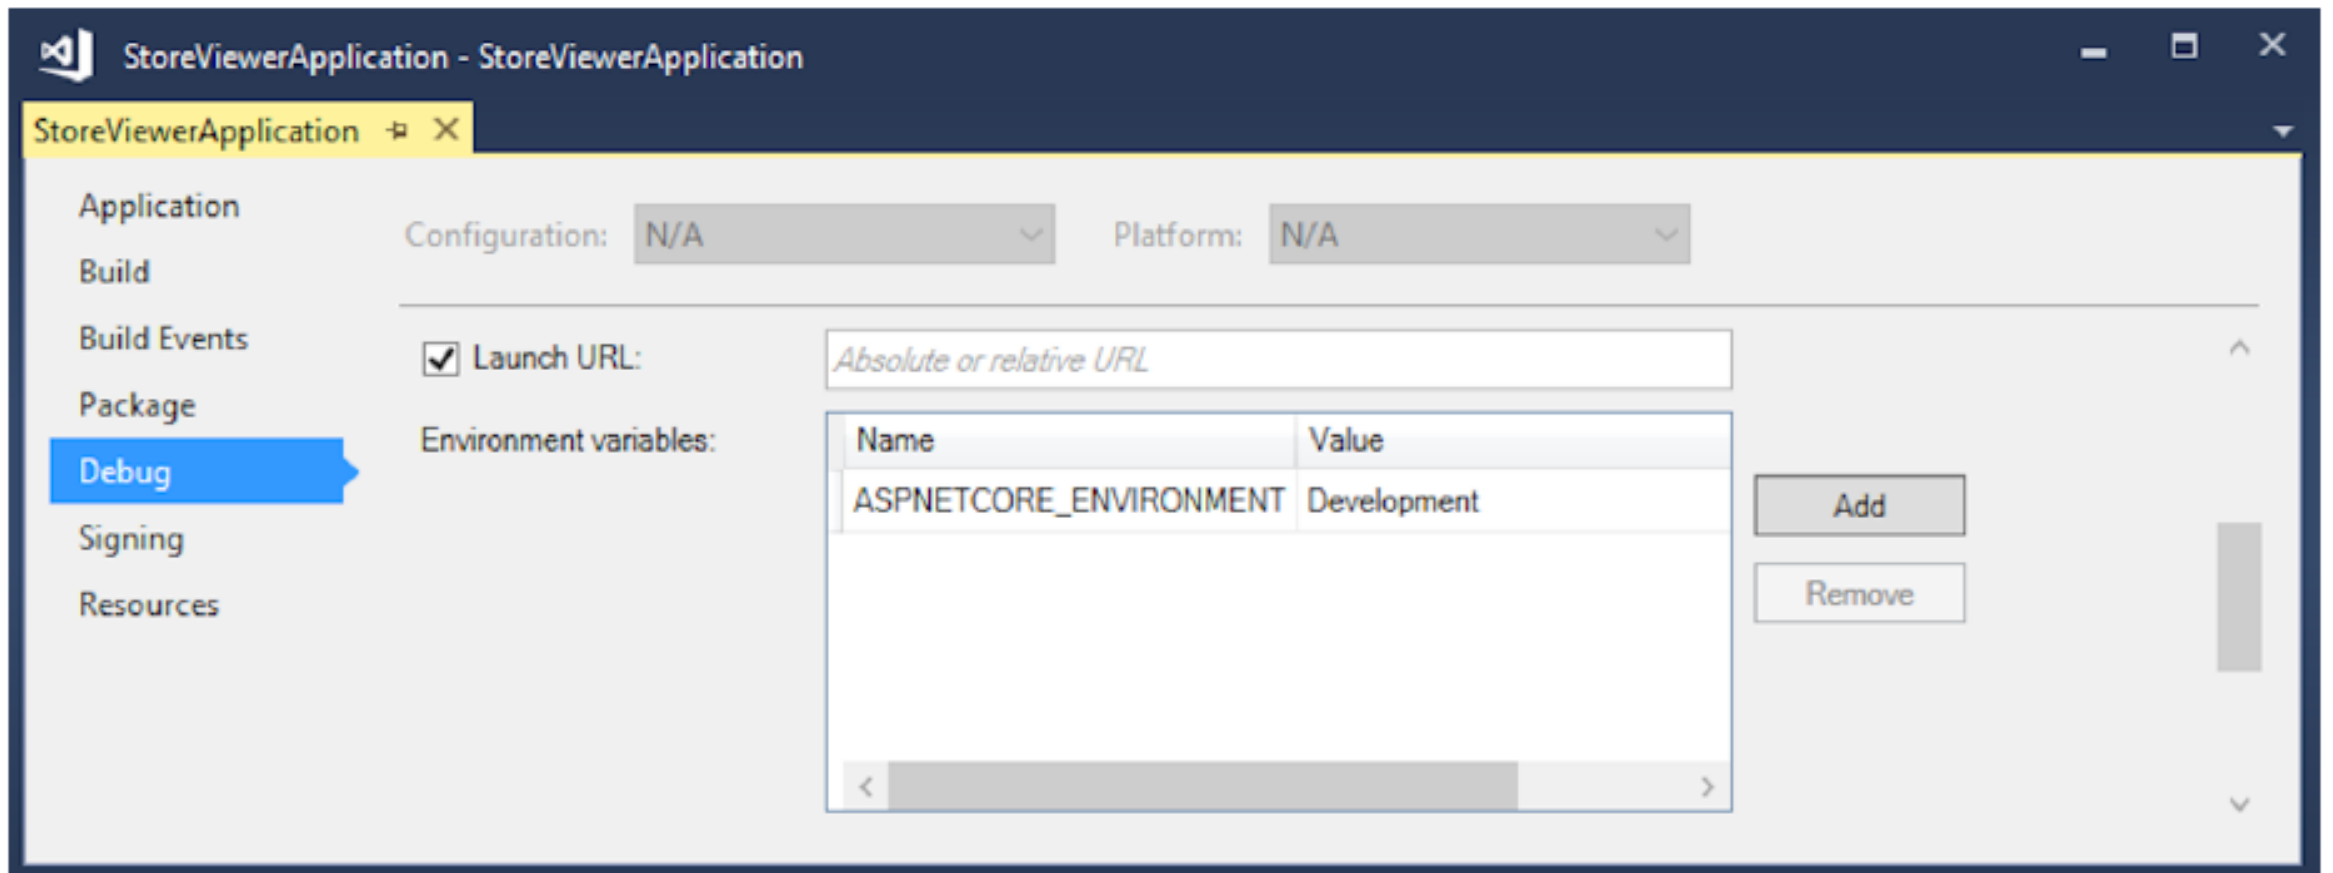 StoreViewerApplication - StoreViewerApplication
StoreViewerApplication
Application
Build
Build Events
Package
Debug
Signing
Resources
Configuration: N/A Platform: N/A
Launch URL: Absolute or relative URL
Environment variables:
Name Value
ASPNETCORE_ENVIRONMENT Development
Add
Remove